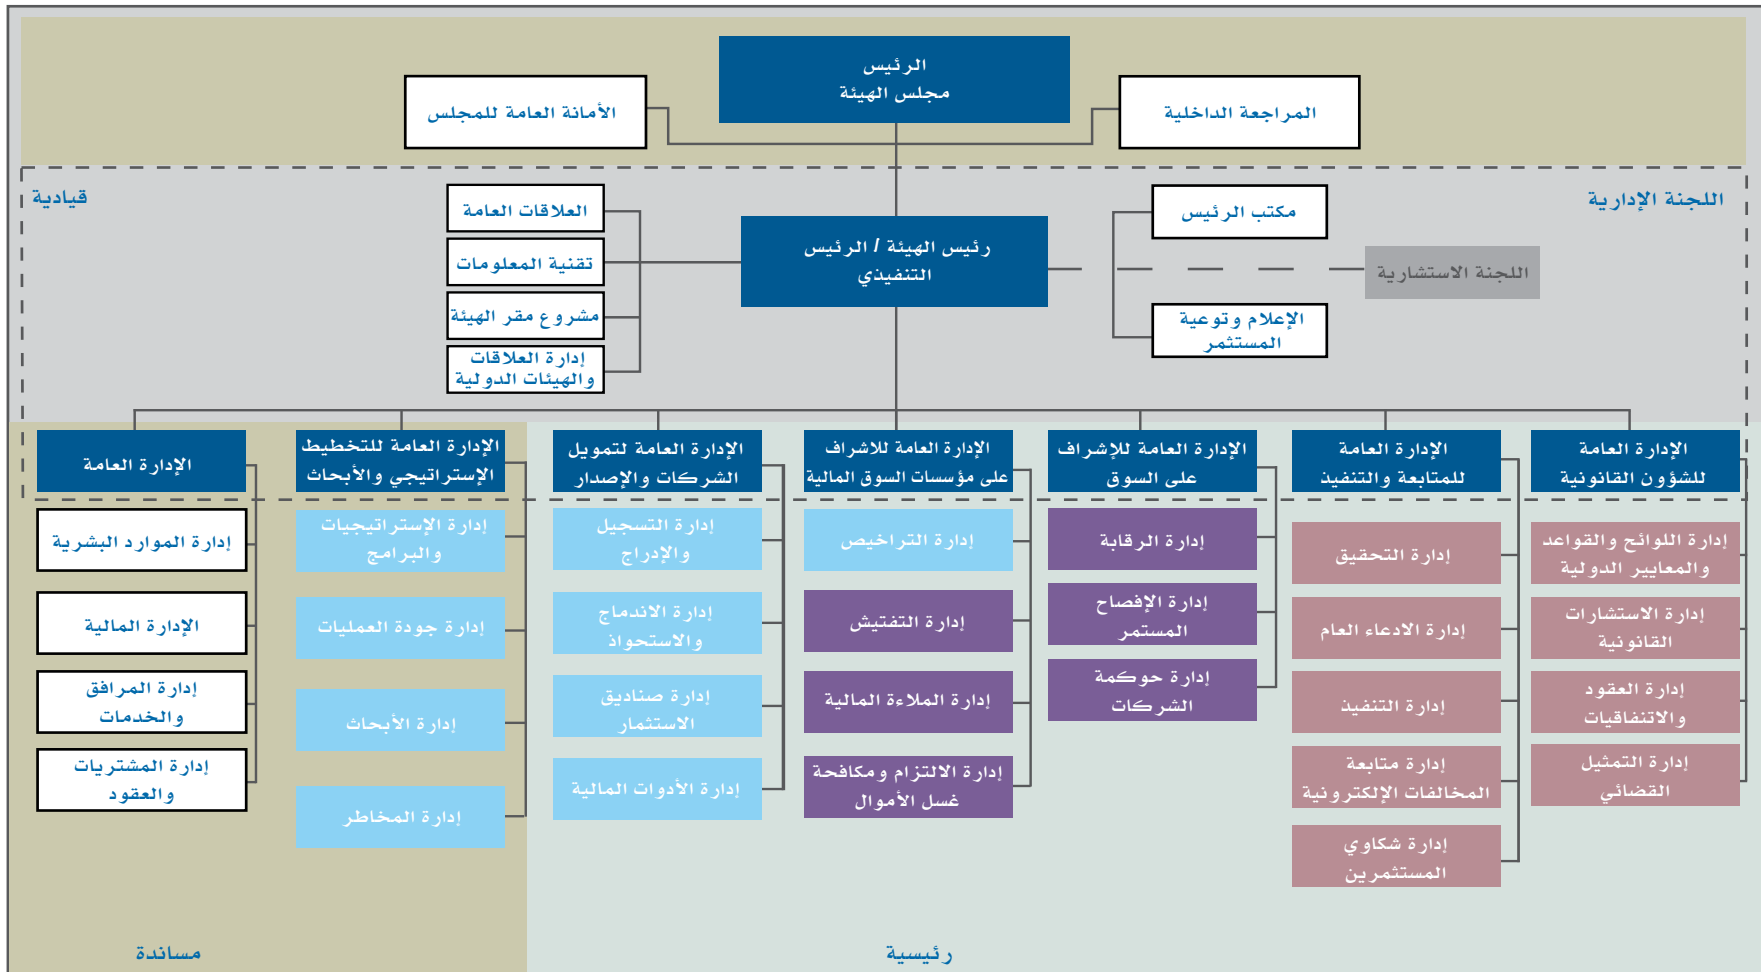 الرئيس
مجلس الهيئة
المراجعة الداخلية
الأمانة العامة للمجلس
اللجنة الإدارية
قيادية
مكتب الرئيس
العلاقات العامة
رئيس الهيئة / الرئيس
التنفيذي
تقنية المعلومات
اللجنة الاستشارية
الإعلام وتوعية
المستثمر
مشروع مقر الهيئة
إدارة العلاقات
والهيئات الدولية
الإدارة العامة
للشؤون القانونية
إدارة اللوائح والقواعد
والمعايير الدولية
إدارة الاستشارات
القانونية
إدارة العقود
والاتنفاقيات
إدارة التمثيل
القضائي
الإدارة العامة
للمتابعة والتنفيذ
إدارة التحقيق
إدارة الادعاء العام
إدارة التنفيذ
إدارة متابعة
المخالفات الإلكترونية
إدارة شكاوي
المستثمرين
الإدارة العامة للإشراف
على السوق
إدارة الرقابة
إدارة الإفصاح
المستمر
إدارة حوكمة
الشركات
الإدارة العامة للاشراف
على مؤسسات السوق المالية
إدارة التراخيص
إدارة التفتيش
إدارة الملاءة المالية
إدارة الالتزام ومكافحة
غسل الأموال
الإدارة العامة لتمويل
الشركات والإصدار
إدارة التسجيل
والإدراج
إدارة الاندماج
والاستحواذ
إدارة صناديق
الاستثمار
إدارة الأدوات المالية
الإدارة العامة للتخطيط
الإستراتيجي والأبحاث
إدارة الإستراتيجيات
والبرامج
إدارة جودة العمليات
إدارة الأبحاث
إدارة المخاطر
الإدارة العامة
إدارة الموارد البشرية
الإدارة المالية
إدارة المرافق
والخدمات
إدارة المشتريات
والعقود
رئيسية
مساندة